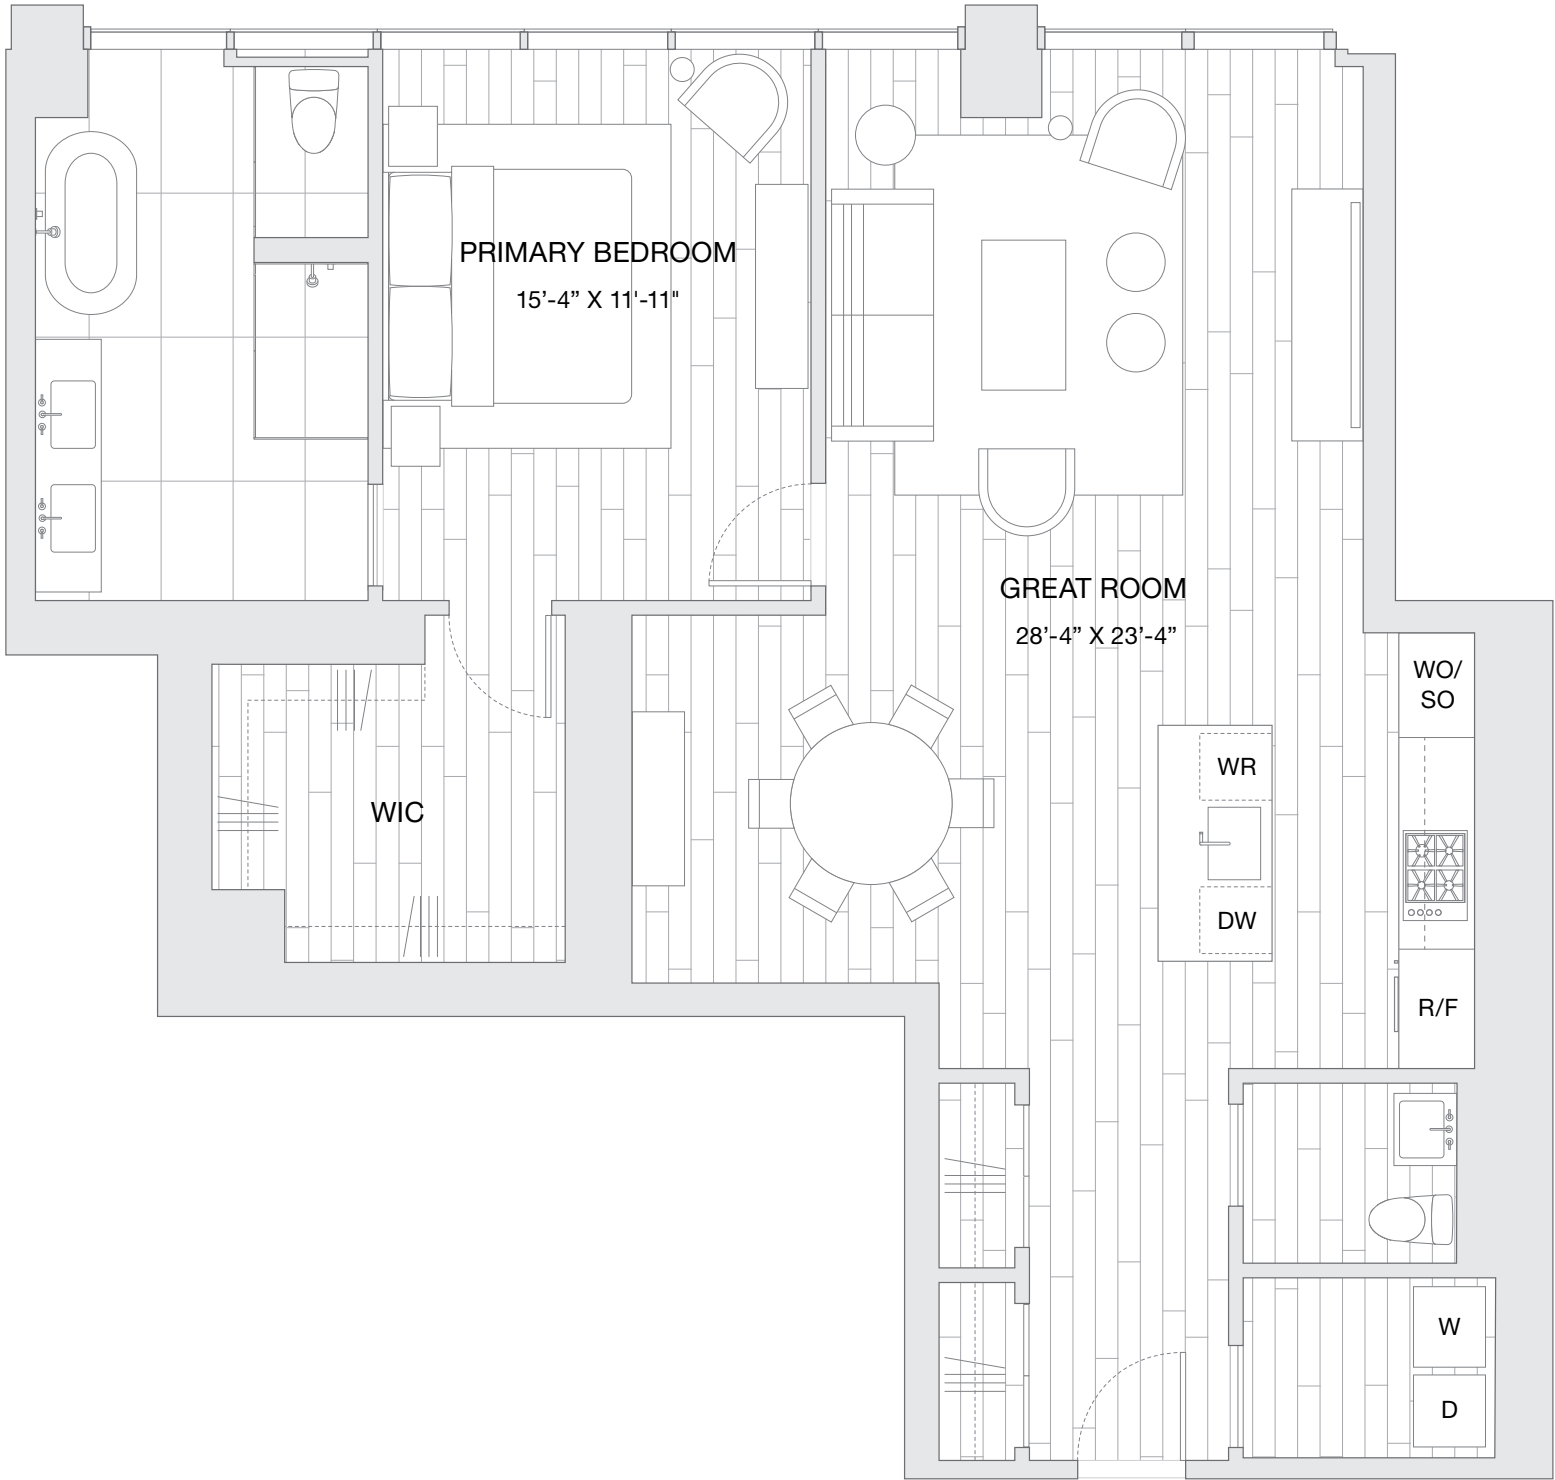 PRIMARY BEDROOM
15’-4” X 11'-11"
GREAT ROOM
28’-4” X 23’-4”
WO/
SO
WR
WIC
DW
R/F
W
D